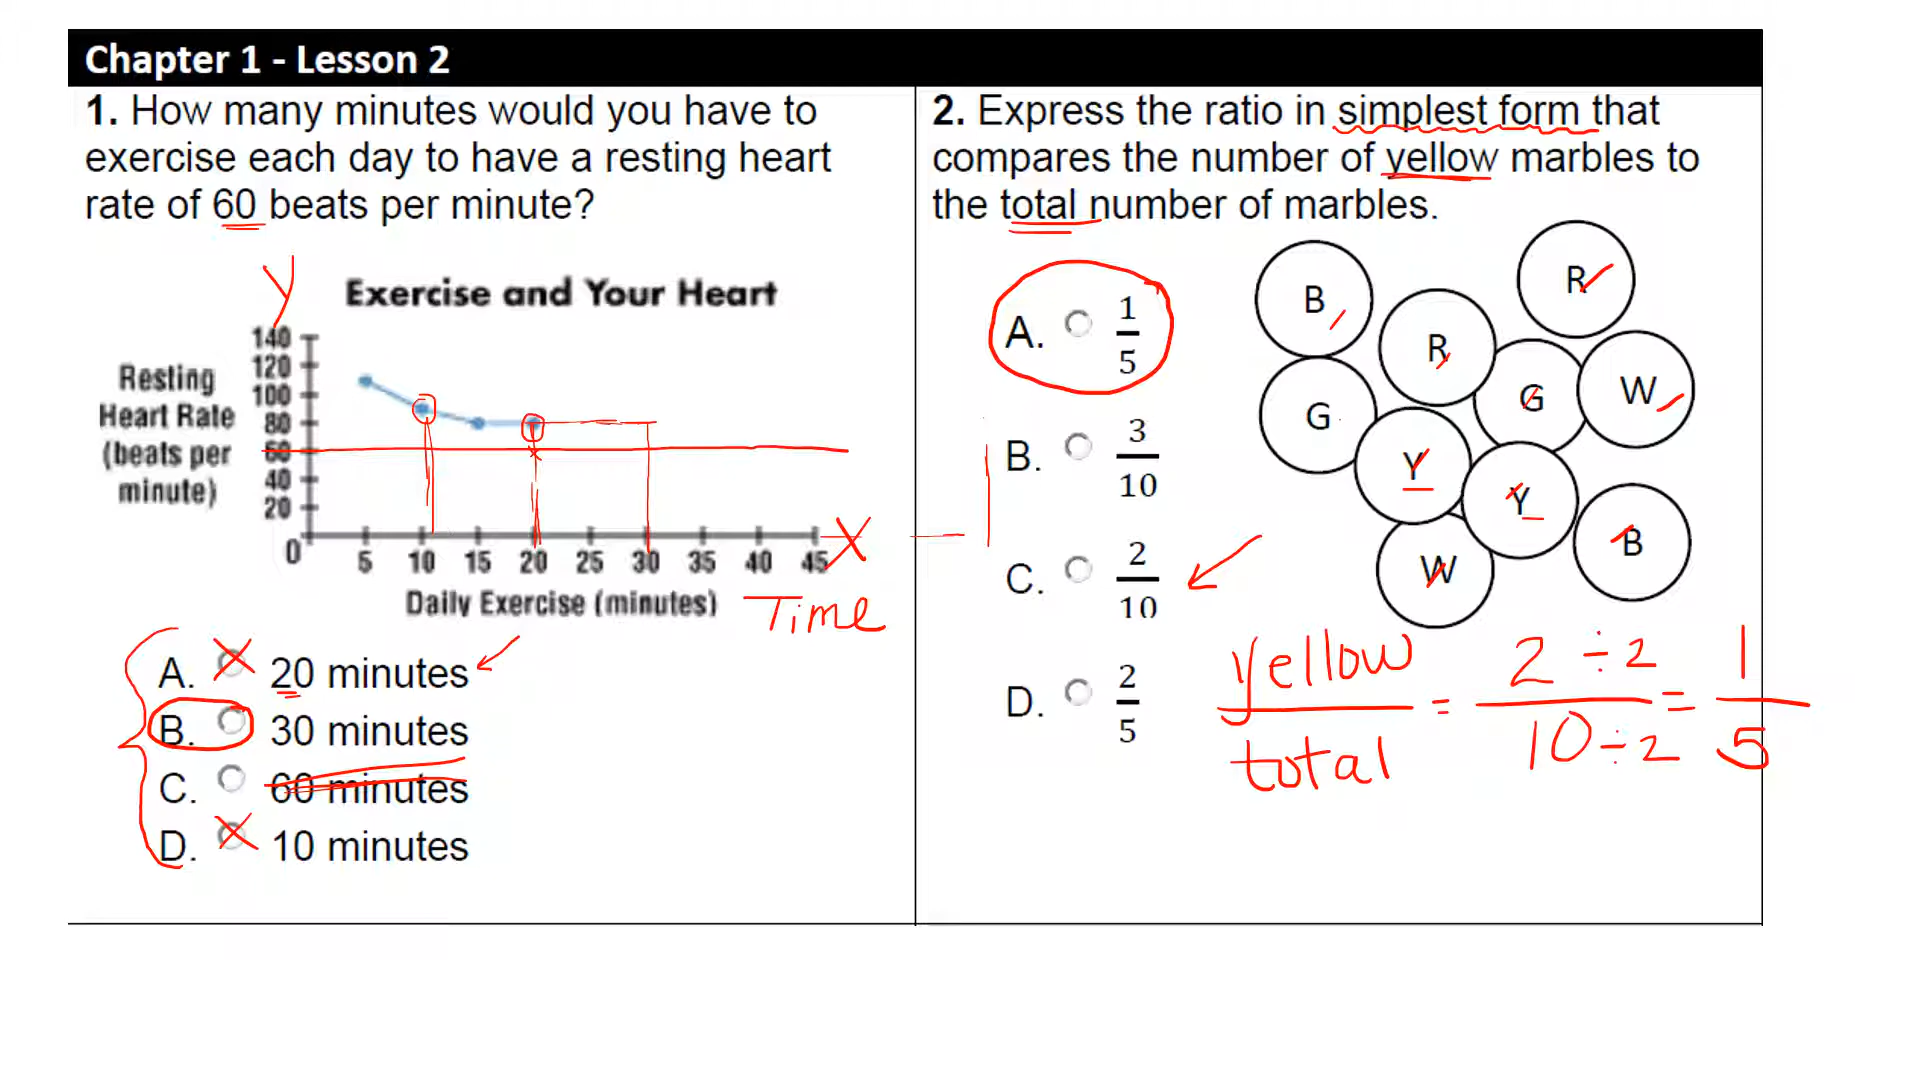 Chapter 1 - Lesson 2
1. How many minutes would you have to
exercise each day to have a resting heart
rate of 60 beats per minute?
Y
Exercise and Your Heart
Resting
Heart Rate
(beats per
minute)
140
120
100
80
60
40
20
0
5 10 15 20 25 30 35 40 45
X
Daily Exercise (minutes)
Time
A. 20 minutes
B. 30 minutes
C. 60 minutes
D. 10 minutes
2. Express the ratio in simplest form that
compares the number of yellow marbles to
the total number of marbles.
A. 1/5
B. 3/10
C. 2/10
D. 2/5
B
R
R
G
W
G
Y
Y
B
W
yellow/total = 2÷2/10÷2 = 1/5